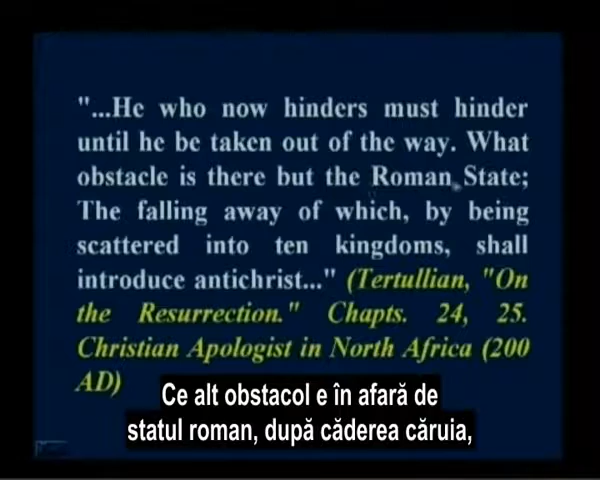 "...He who now hinders must hinder
until he be taken out of the way. What
obstacle is there but the Roman State;
The falling away of which, by being
scattered into ten kingdoms, shall
introduce antichrist..." (Tertullian, "On
the Resurrection." Chapts. 24, 25.
Christian Apologist in North Africa (200
AD)
Ce alt obstacol e în afară de
statul roman, după căderea căruia,